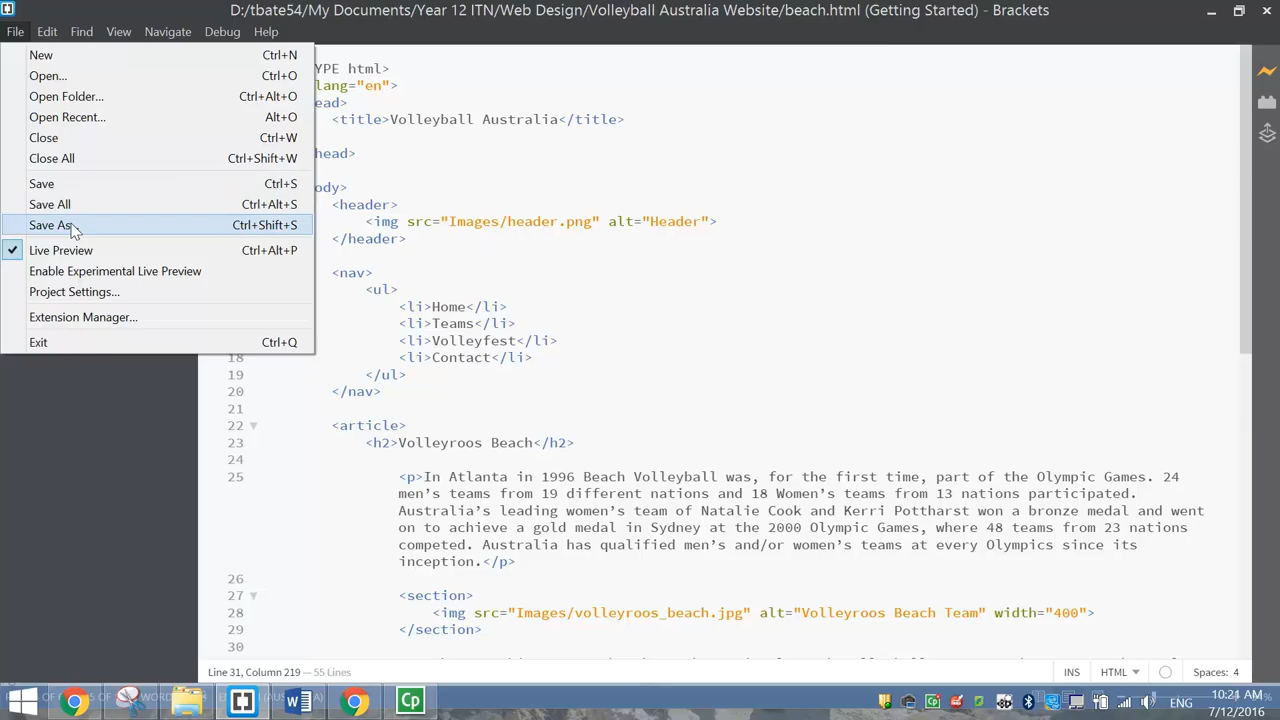 D:/tbate54/My Documents/Year 12 ITN/Web Design/Volleyball Australia Website/beach.html (Getting Started) - Brackets
File Edit Find View Navigate Debug Help
New Ctrl+N
Open... Ctrl+O
Open Folder... Ctrl+Alt+O
Open Recent... Alt+O
Close Ctrl+W
Close All Ctrl+Shift+W
Save Ctrl+S
Save All Ctrl+Alt+S
Save As Ctrl+Shift+S
Live Preview Ctrl+Alt+P
Enable Experimental Live Preview
Project Settings...
Extension Manager...
Exit Ctrl+Q
YPE html>
lang="en">
ead>
<title>Volleyball Australia</title>
head>
ody>
<header>
<img src="Images/header.png" alt="Header">
</header>
<nav>
<ul>
<li>Home</li>
<li>Teams</li>
<li>Volleyfest</li>
18 <li>Contact</li>
19 </ul>
20 </nav>
21
22 <article>
23 <h2>Volleyroos Beach</h2>
24
25 <p>In Atlanta in 1996 Beach Volleyball was, for the first time, part of the Olympic Games. 24
men’s teams from 19 different nations and 18 Women’s teams from 13 nations participated.
Australia’s leading women’s team of Natalie Cook and Kerri Pottharst won a bronze medal and went
on to achieve a gold medal in Sydney at the 2000 Olympic Games, where 48 teams from 23 nations
competed. Australia has qualified men’s and/or women’s teams at every Olympics since its
inception.</p>
26
27 <section>
28 <img src="Images/volleyroos_beach.jpg" alt="Volleyroos Beach Team" width="400">
29 </section>
30
Line 31, Column 219 — 55 Lines INS HTML Spaces: 4
Cp ENG 10:21 AM
7/12/2016